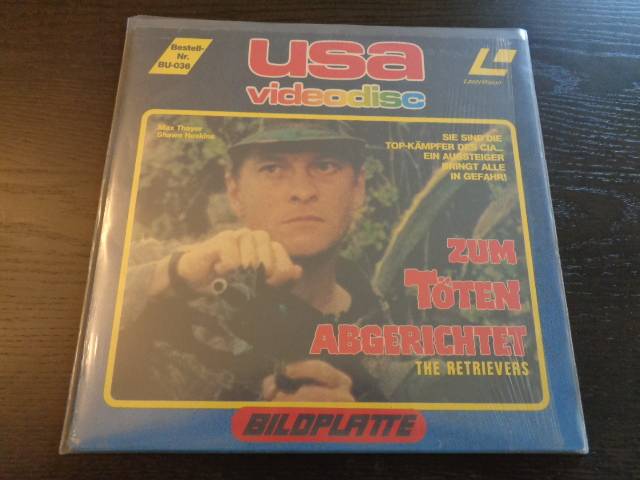 Bestell-
Nr.
BU-036
usa
videodisc
LaserVision
Max Thayer
Shawn Hoskins
SIE SIND DIE
TOP-KÄMPFER DES CIA...
EIN AUSSTEIGER
BRINGT ALLE
IN GEFAHR!
ZUM
TÖTEN
ABGERICHTET
THE RETRIEVERS
BILDPLATTE